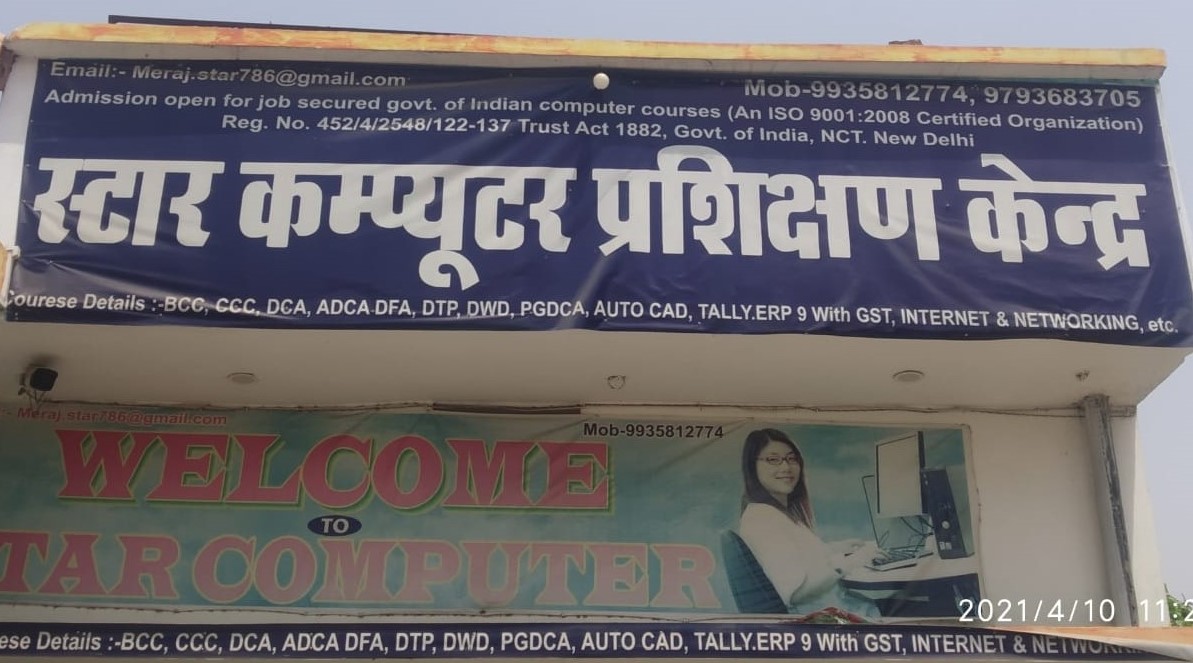 Email:- Meraj.star786@gmail.com
Mob-9935812774, 9793683705
Admission open for job secured govt. of Indian computer courses (An ISO 9001:2008 Certified Organization)
Reg. No. 452/4/2548/122-137 Trust Act 1882, Govt. of India, NCT. New Delhi
स्टार कम्प्यूटर प्रशिक्षण केन्द्र
Courese Details :-BCC, CCC, DCA, ADCA DFA, DTP, DWD, PGDCA, AUTO CAD, TALLY.ERP 9 With GST, INTERNET & NETWORKING, etc.
:- Meraj.star786@gmail.com
Mob-9935812774
WELCOME
TO
TAR COMPUTER
2021/4/10 11:2
ese Details :-BCC, CCC, DCA, ADCA DFA, DTP, DWD, PGDCA, AUTO CAD, TALLY.ERP 9 With GST, INTERNET &